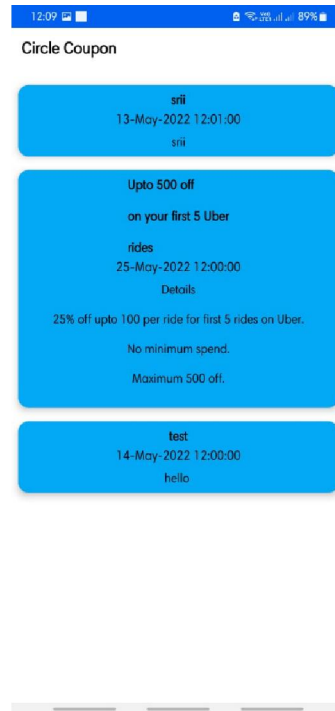 12:09
89%
Circle Coupon
srii
13-May-2022 12:01:00
srii
Upto 500 off
on your first 5 Uber
rides
25-May-2022 12:00:00
Details
25% off upto 100 per ride for first 5 rides on Uber.
No minimum spend.
Maximum 500 off.
test
14-May-2022 12:00:00
hello